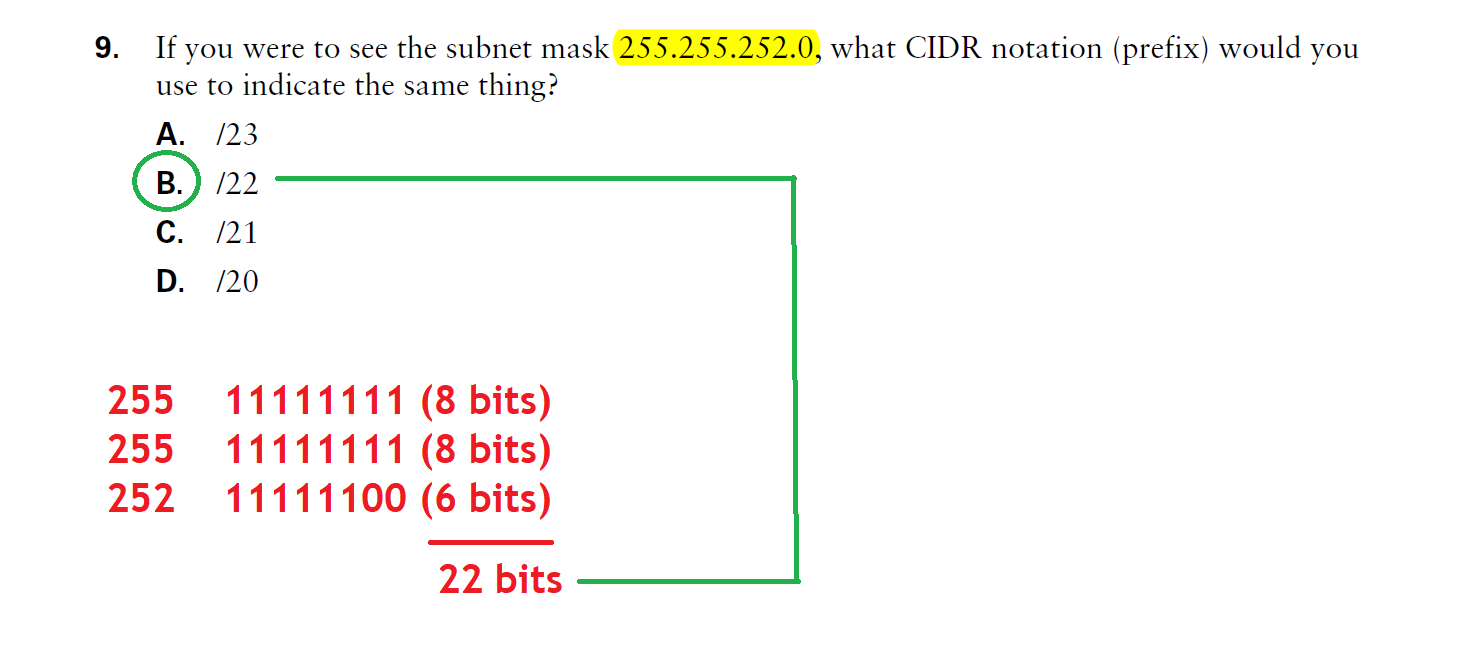 9. If you were to see the subnet mask 255.255.252.0, what CIDR notation (prefix) would you
use to indicate the same thing?
A. /23
B. /22
C. /21
D. /20
255 11111111 (8 bits)
255 11111111 (8 bits)
252 11111100 (6 bits)
22 bits